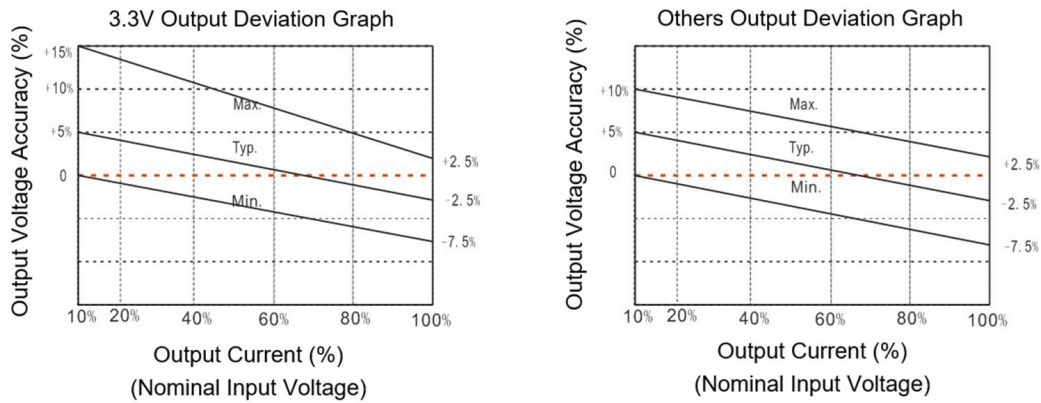 3.3V Output Deviation Graph
Output Voltage Accuracy (%)
+15%
+10%
+5%
0
Max.
Typ.
Min.
+2.5%
-2.5%
-7.5%
10% 20% 40% 60% 80% 100%
Output Current (%)
(Nominal Input Voltage)
Others Output Deviation Graph
Output Voltage Accuracy (%)
+10%
+5%
0
Max.
Typ.
Min.
+2.5%
-2.5%
-7.5%
10% 20% 40% 60% 80% 100%
Output Current (%)
(Nominal Input Voltage)